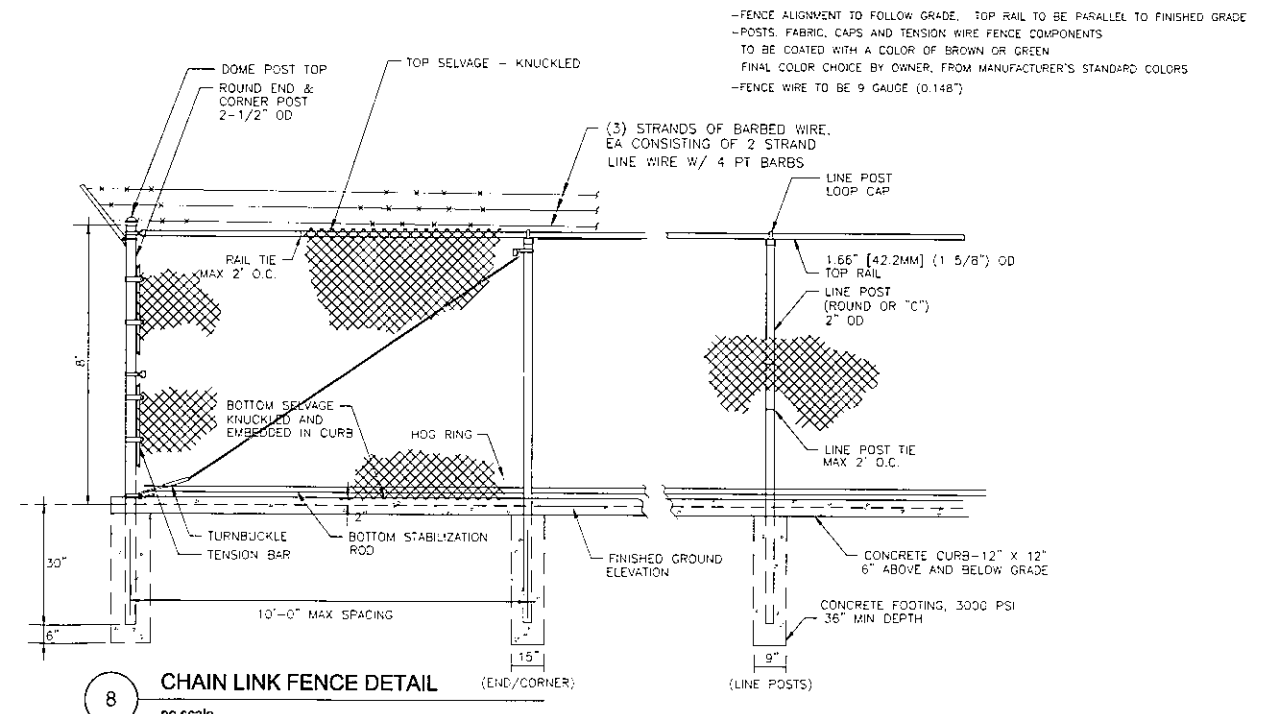 -FENCE ALIGNMENT TO FOLLOW GRADE. TOP RAIL TO BE PARALLEL TO FINISHED GRADE
-POSTS, FABRIC, CAPS AND TENSION WIRE FENCE COMPONENTS
TO BE COATED WITH A COLOR OF BROWN OR GREEN
FINAL COLOR CHOICE BY OWNER, FROM MANUFACTURER'S STANDARD COLORS
-FENCE WIRE TO BE 9 GAUGE (0.148")
DOME POST TOP
ROUND END &
CORNER POST
2-1/2" OD
TOP SELVAGE - KNUCKLED
(3) STRANDS OF BARBED WIRE,
EA CONSISTING OF 2 STRAND
LINE WIRE W/ 4 PT BARBS
LINE POST
LOOP CAP
RAIL TIE
MAX 2' O.C.
1.66" [42.2MM] (1 5/8") OD
TOP RAIL
LINE POST
(ROUND OR "C")
2" OD
8'
BOTTOM SELVAGE
KNUCKLED AND
EMBEDDED IN CURB
HOG RING
LINE POST TIE
MAX 2' O.C.
2"
TURNBUCKLE
TENSION BAR
BOTTOM STABILIZATION
ROD
FINISHED GROUND
ELEVATION
CONCRETE CURB-12" X 12"
6" ABOVE AND BELOW GRADE
30"
10'-0" MAX SPACING
CONCRETE FOOTING, 3000 PSI
36" MIN DEPTH
6"
15"
(END/CORNER)
9"
(LINE POSTS)
8
CHAIN LINK FENCE DETAIL
no scale